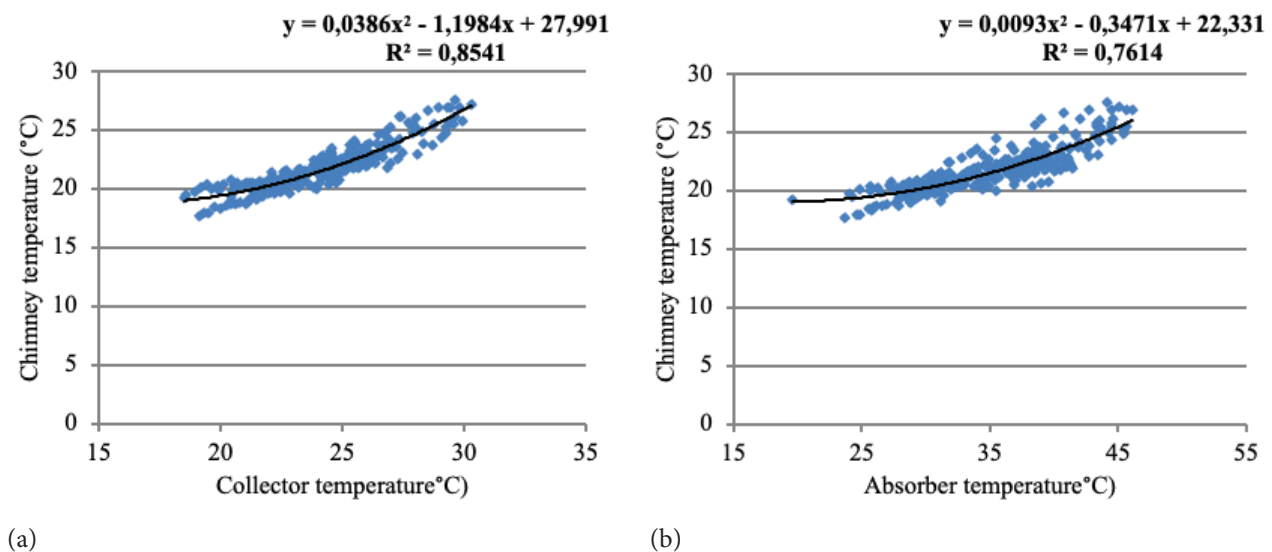 y = 0,0386x² - 1,1984x + 27,991
R² = 0,8541
30
25
20
15
10
5
0
Chimney temperature (°C)
15 20 25 30 35
Collector temperature°C)
(a)
y = 0,0093x² - 0,3471x + 22,331
R² = 0,7614
30
25
20
15
10
5
0
Chimney temperature (°C)
15 25 35 45 55
Absorber temperature°C)
(b)